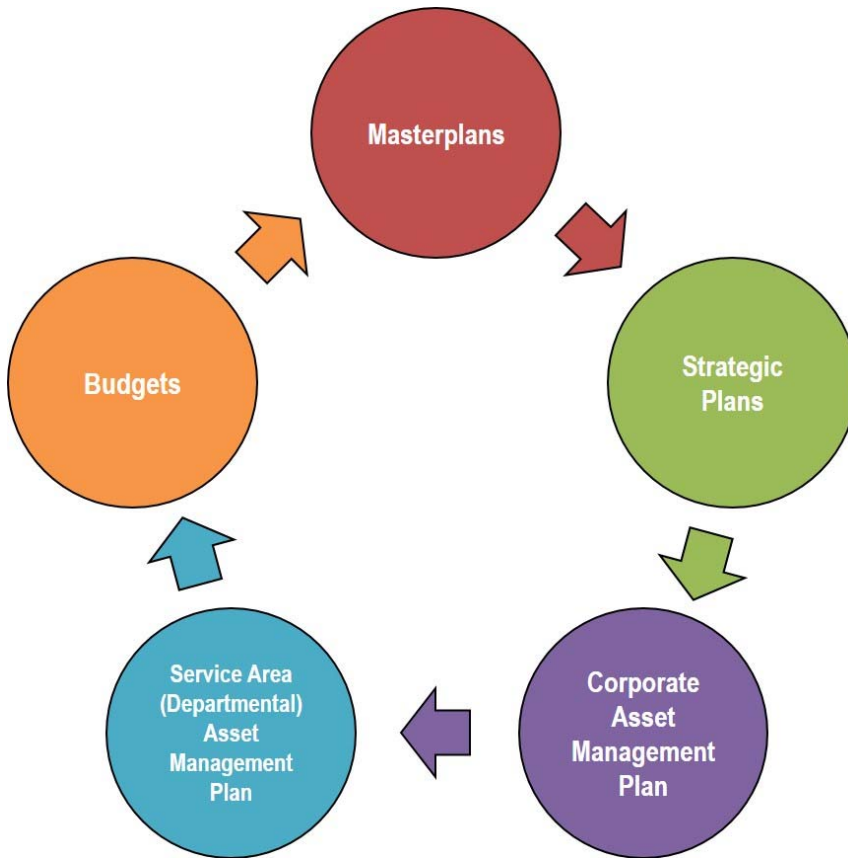 Masterplans
Strategic
Plans
Corporate
Asset
Management
Plan
Service Area
(Departmental)
Asset
Management
Plan
Budgets